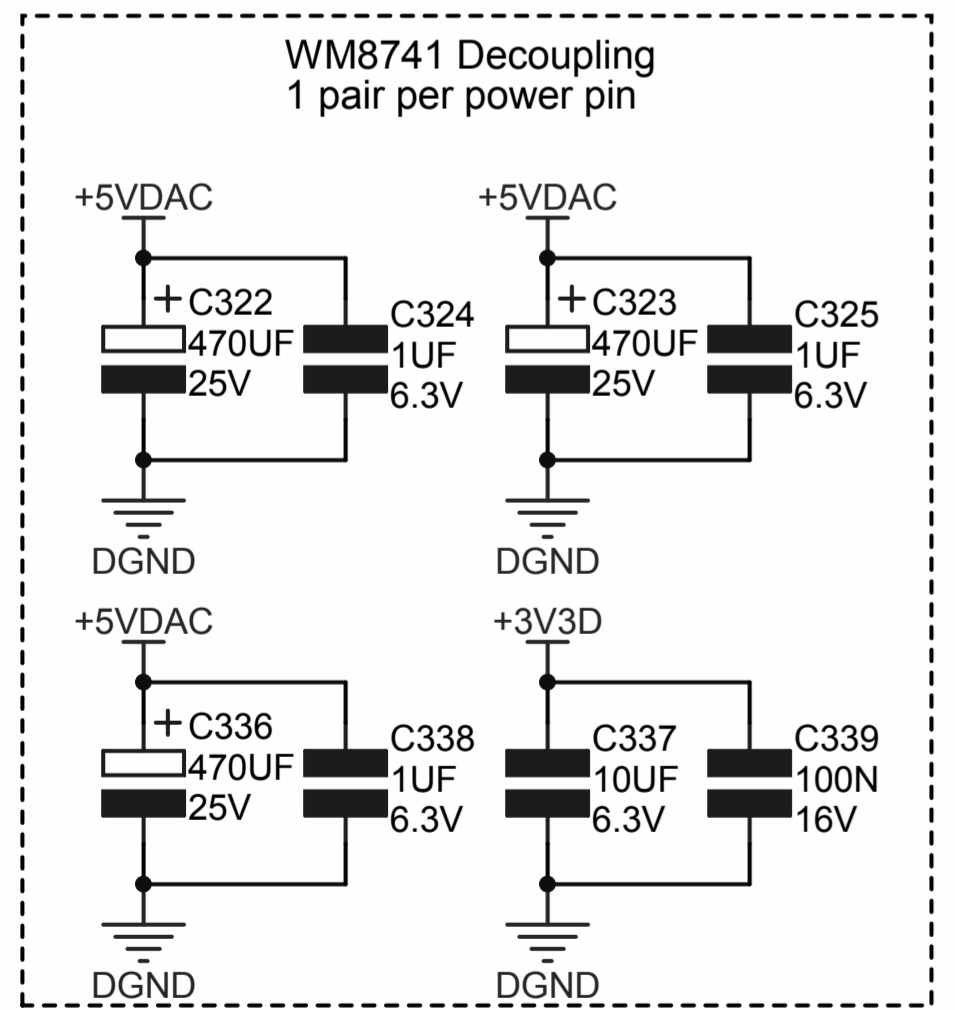 WM8741 Decoupling
1 pair per power pin
+5VDAC
+ C322
470UF
25V
C324
1UF
6.3V
DGND
+5VDAC
+ C323
470UF
25V
C325
1UF
6.3V
DGND
+5VDAC
+ C336
470UF
25V
C338
1UF
6.3V
DGND
+3V3D
C337
10UF
6.3V
C339
100N
16V
DGND